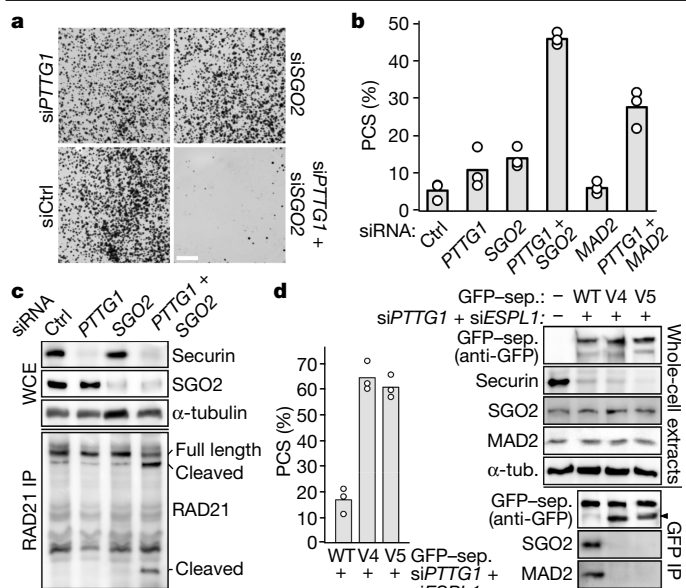 a
siPTTG1
siSGO2
siCtrl
siPTTG1 +
siSGO2
b
PCS (%)
50
40
30
20
10
0
siRNA:
Ctrl
PTTG1
SGO2
PTTG1 +
SGO2
MAD2
PTTG1 +
MAD2
c
siRNA
Ctrl
PTTG1
SGO2
PTTG1 +
SGO2
WCE
Securin
SGO2
α-tubulin
RAD21 IP
Full length
Cleaved
RAD21
Cleaved
d
PCS (%)
70
60
50
40
30
20
10
0
WT V4 V5 GFP–sep.
+ + + siPTTG1 +
siESPL1:
GFP–sep.: – WT V4 V5
siPTTG1 + siESPL1: – + + +
GFP–sep.
(anti-GFP)
Securin
SGO2
MAD2
α-tub.
Whole-cell extracts
GFP–sep.
(anti-GFP)
SGO2
MAD2
GFP IP